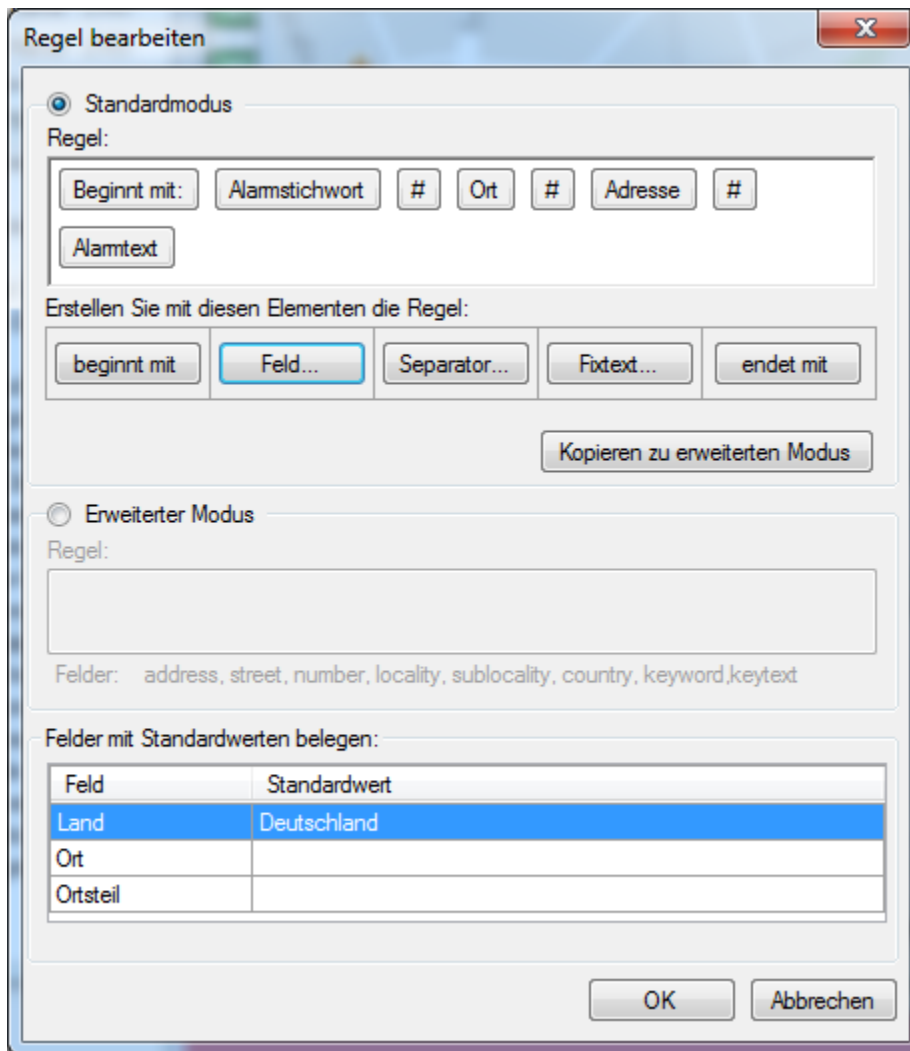 Regel bearbeiten
Standardmodus
Regel:
Beginnt mit: Alarmstichwort # Ort # Adresse #
Alarmtext
Erstellen Sie mit diesen Elementen die Regel:
beginnt mit Feld... Separator... Fixtext... endet mit
Kopieren zu erweiterten Modus
Erweiterter Modus
Regel:
Felder: address, street, number, locality, sublocality, country, keyword,keytext
Felder mit Standardwerten belegen:
Feld Standardwert
Land Deutschland
Ort
Ortsteil
OK Abbrechen